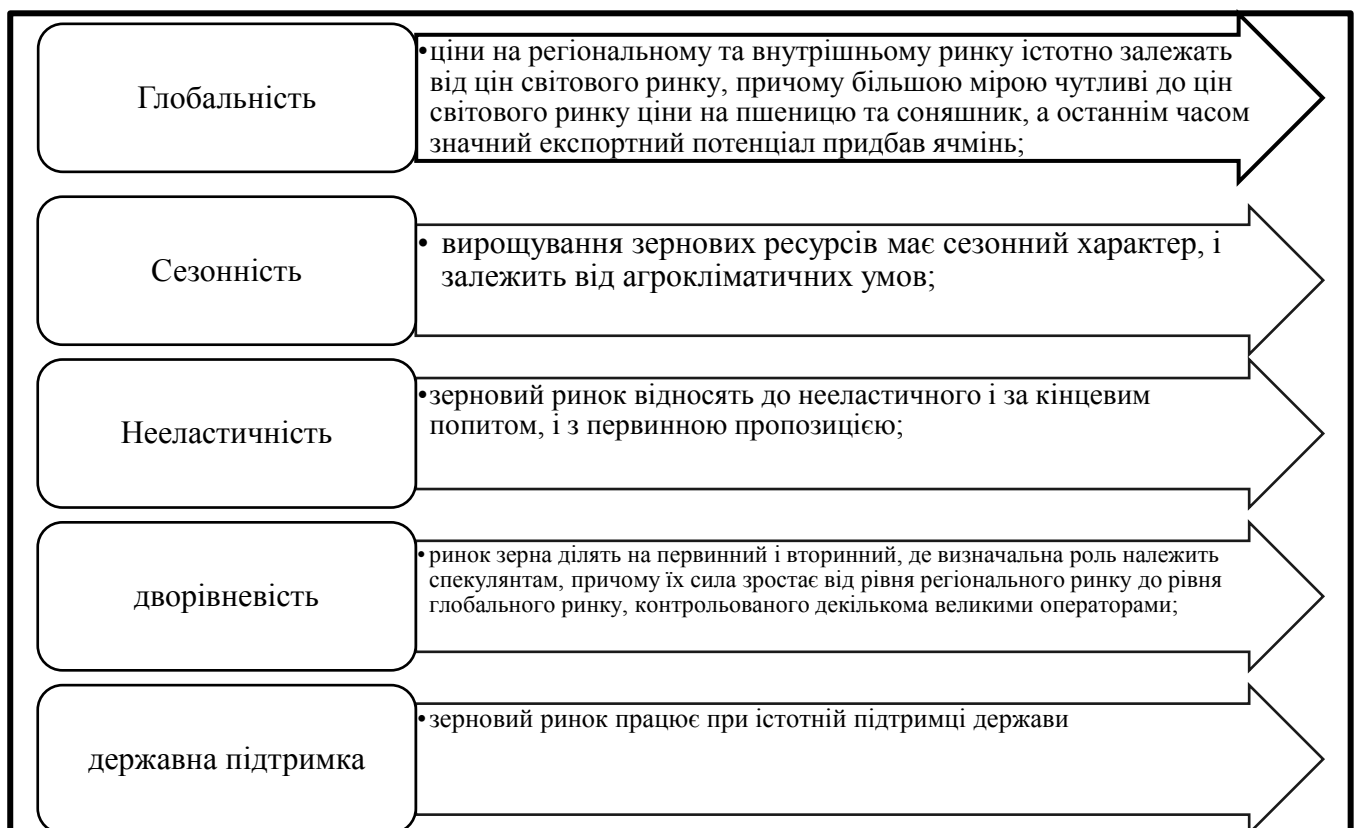 Глобальність
•ціни на регіональному та внутрішньому ринку істотно залежать
від цін світового ринку, причому більшою мірою чутливі до цін
світового ринку ціни на пшеницю та соняшник, а останнім часом
значний експортний потенціал придбав ячмінь;
Сезонність
• вирощування зернових ресурсів має сезонний характер, і
залежить від агрокліматичних умов;
Нееластичність
•зерновий ринок відносять до нееластичного і за кінцевим
попитом, і з первинною пропозицією;
дворівневість
•ринок зерна ділять на первинний і вторинний, де визначальна роль належить
спекулянтам, причому їх сила зростає від рівня регіонального ринку до рівня
глобального ринку, контрольованого декількома великими операторами;
державна підтримка
•зерновий ринок працює при істотній підтримці держави